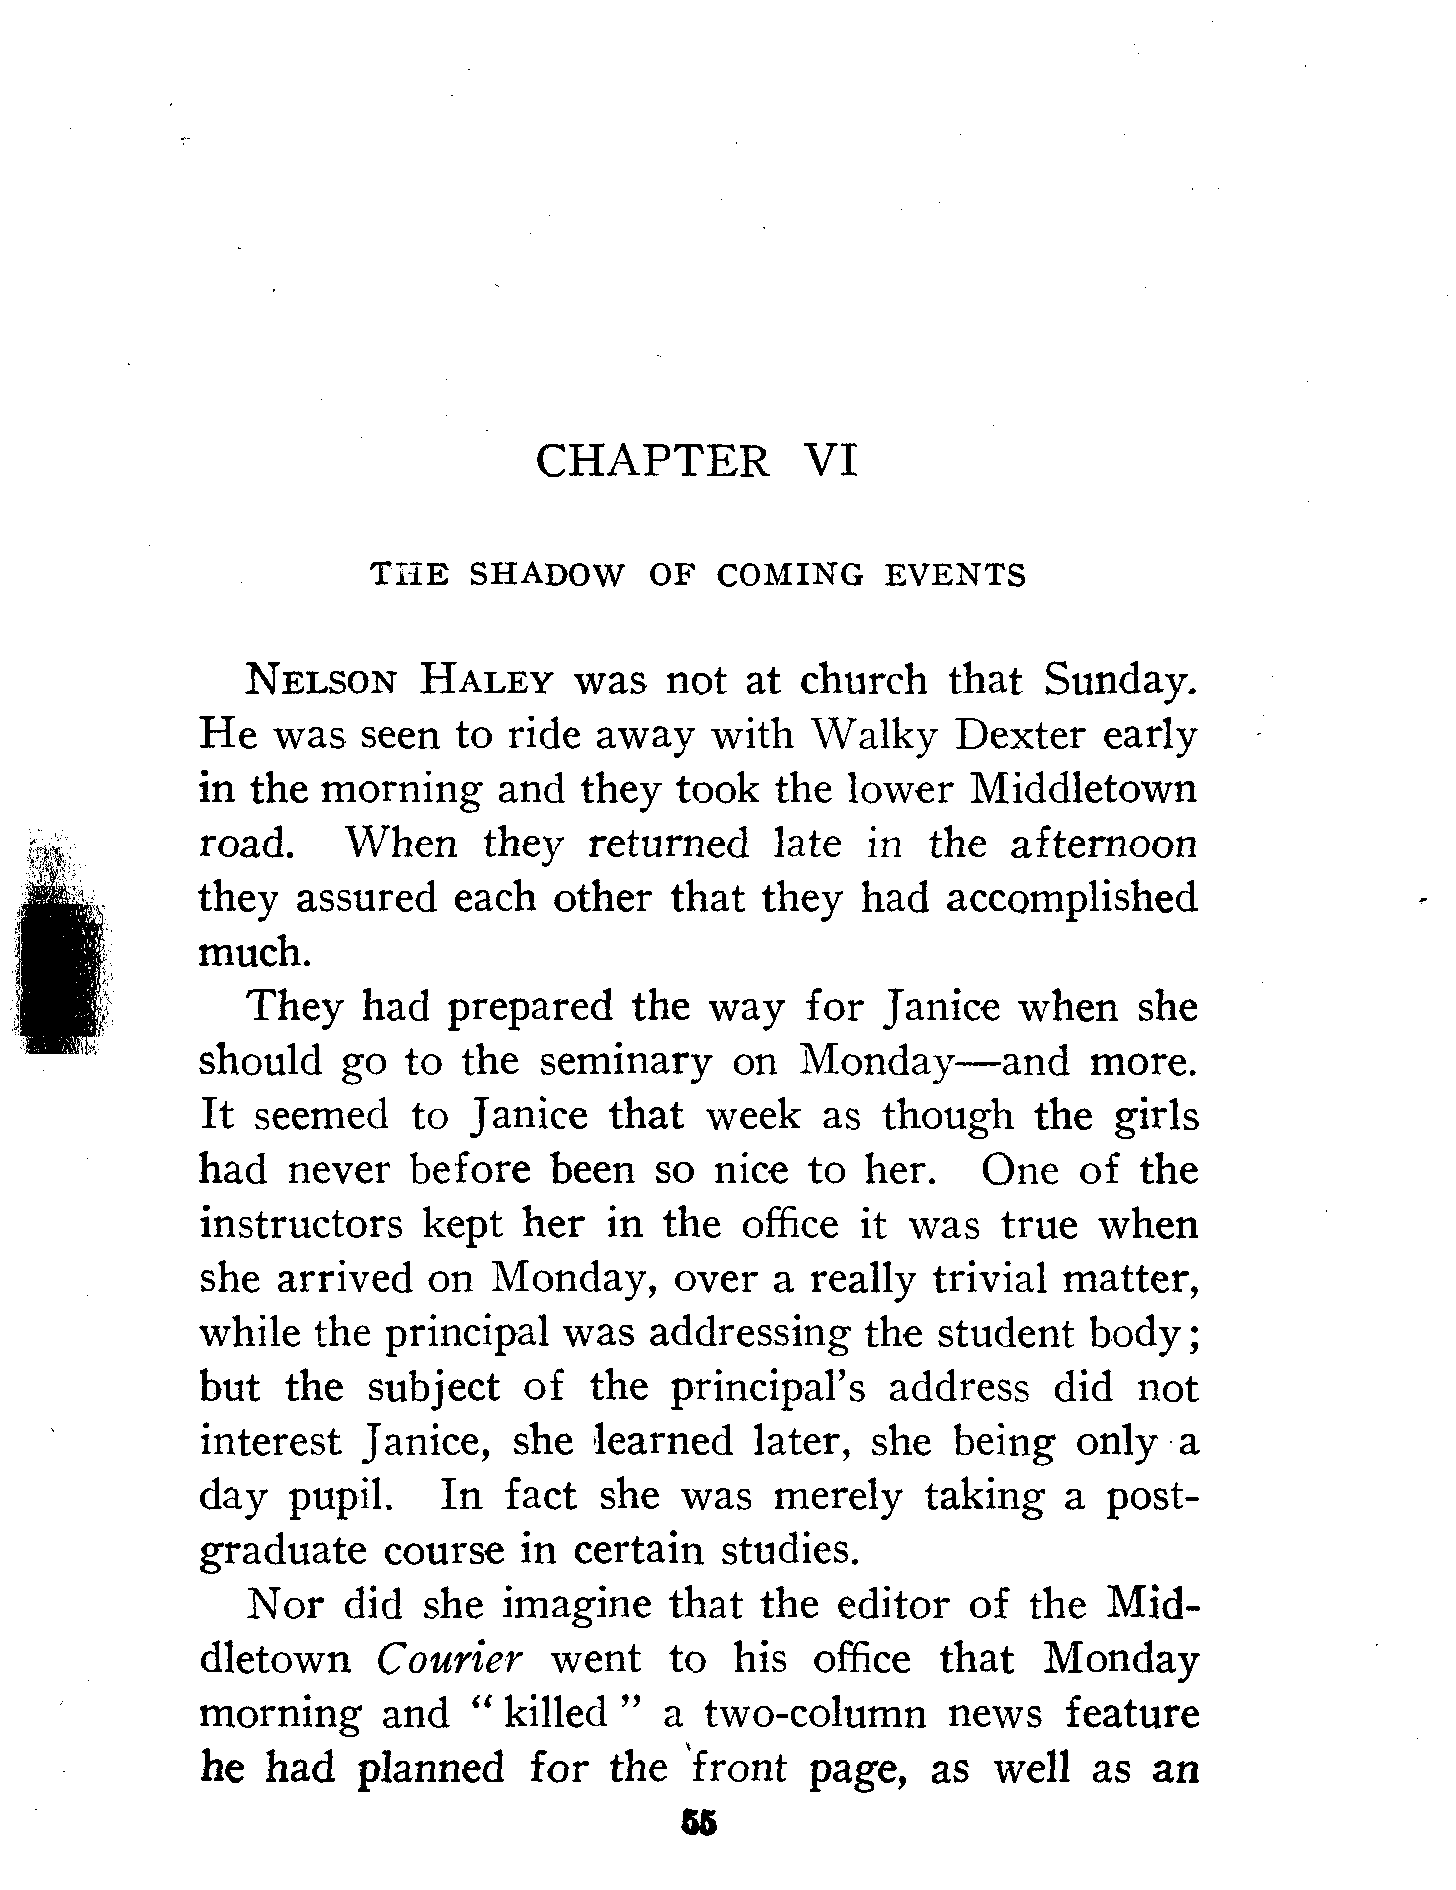 CHAPTER VI
THE SHADOW OF COMING EVENTS
NELSON HALEY was not at church that Sunday.
He was seen to ride away with Walky Dexter early
in the morning and they took the lower Middletown
road. When they returned late in the afternoon
they assured each other that they had accomplished
much.
They had prepared the way for Janice when she
should go to the seminary on Monday—and more.
It seemed to Janice that week as though the girls
had never before been so nice to her. One of the
instructors kept her in the office it was true when
she arrived on Monday, over a really trivial matter,
while the principal was addressing the student body;
but the subject of the principal's address did not
interest Janice, she learned later, she being only a
day pupil. In fact she was merely taking a post-
graduate course in certain studies.
Nor did she imagine that the editor of the Mid-
dletown Courier went to his office that Monday
morning and “killed” a two-column news feature
he had planned for the front page, as well as an
55